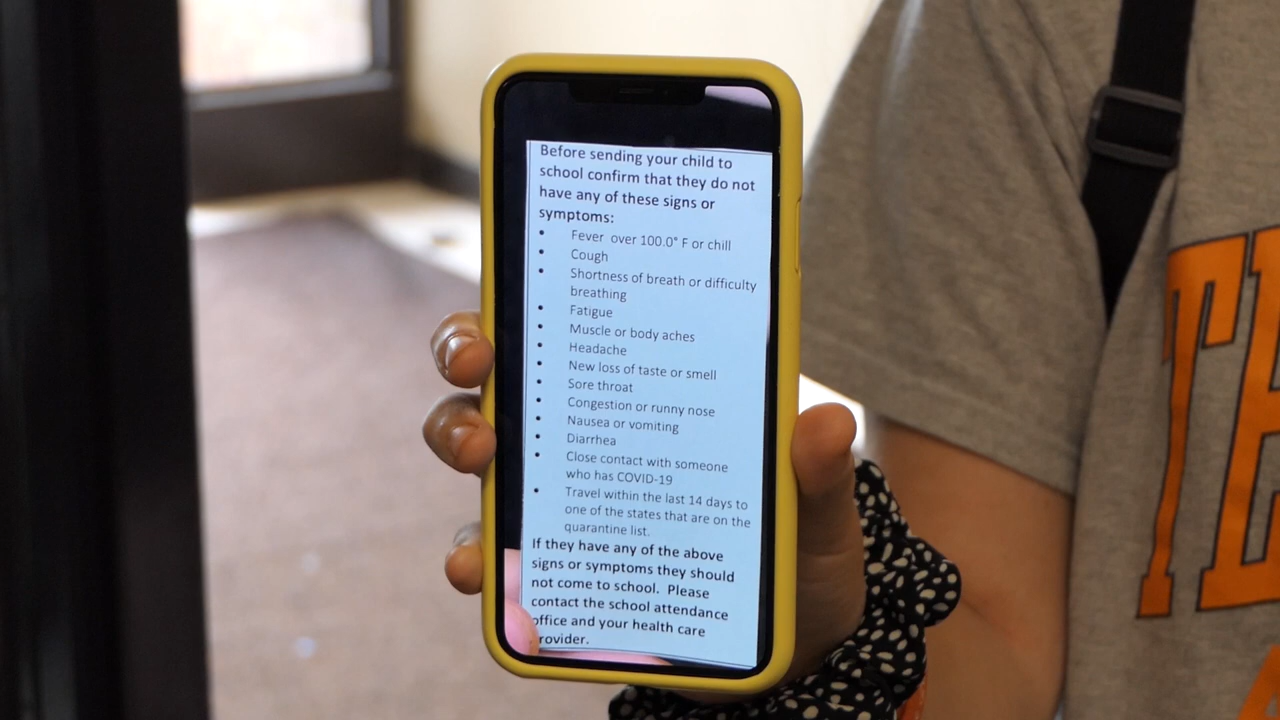 Before sending your child to
school confirm that they do not
have any of these signs or
symptoms:
• Fever over 100.0° F or chill
• Cough
• Shortness of breath or difficulty
breathing
• Fatigue
• Muscle or body aches
• Headache
• New loss of taste or smell
• Sore throat
• Congestion or runny nose
• Nausea or vomiting
• Diarrhea
• Close contact with someone
who has COVID-19
• Travel within the last 14 days to
one of the states that are on the
quarantine list.
If they have any of the above
signs or symptoms they should
not come to school. Please
contact the school attendance
office and your health care
rovider.